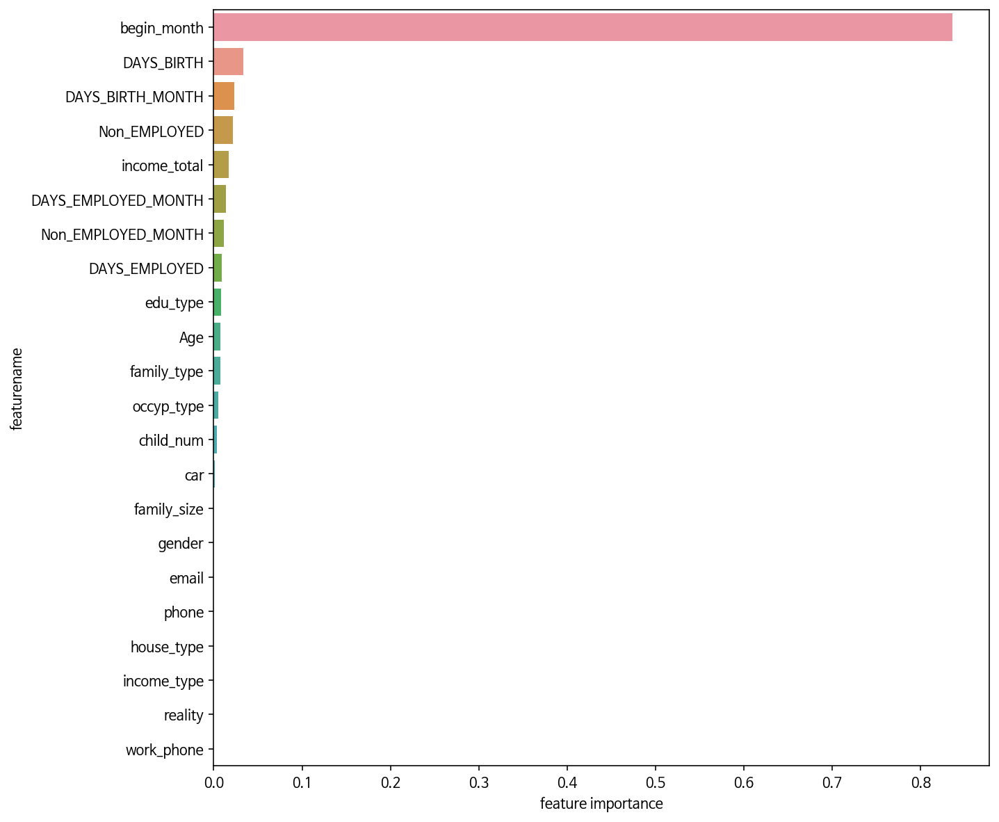 begin_month
DAYS_BIRTH
DAYS_BIRTH_MONTH
Non_EMPLOYED
income_total
DAYS_EMPLOYED_MONTH
Non_EMPLOYED_MONTH
DAYS_EMPLOYED
edu_type
Age
family_type
occyp_type
child_num
car
family_size
gender
email
phone
house_type
income_type
reality
work_phone
featurename
0.0 0.1 0.2 0.3 0.4 0.5 0.6 0.7 0.8
feature importance